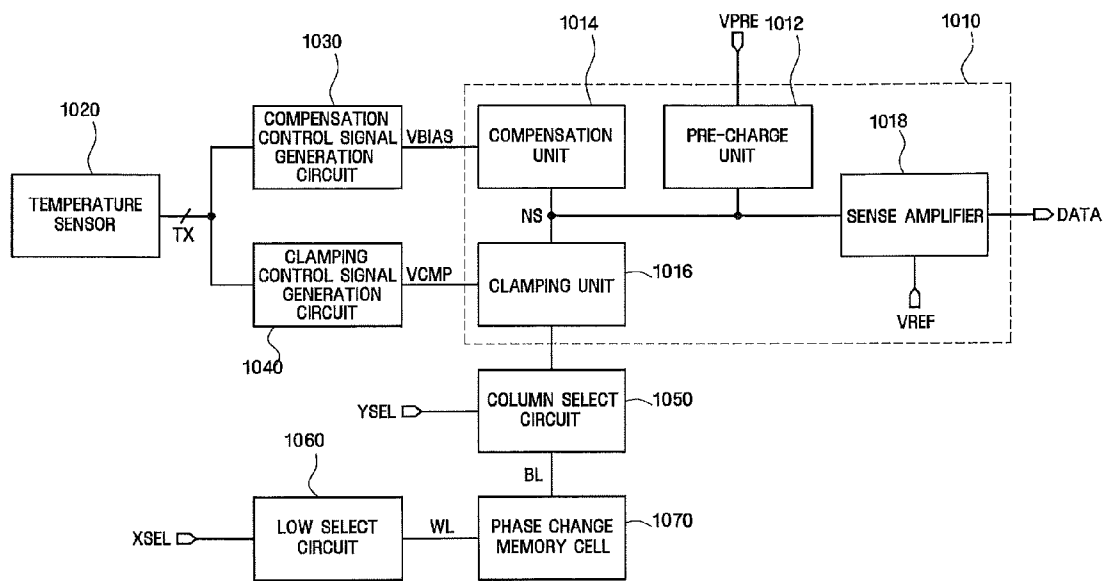 1014
VPRE
1012
1010
1030
1020
COMPENSATION
CONTROL SIGNAL
GENERATION
CIRCUIT
VBIAS
COMPENSATION
UNIT
PRE-CHARGE
UNIT
1018
TEMPERATURE
SENSOR
TX
NS
SENSE AMPLIFIER
DATA
CLAMPING
CONTROL SIGNAL
GENERATION
CIRCUIT
VCMP
CLAMPING UNIT
1016
VREF
1040
YSEL
COLUMN SELECT
CIRCUIT
1050
1060
BL
XSEL
LOW SELECT
CIRCUIT
WL
PHASE CHANGE
MEMORY CELL
1070